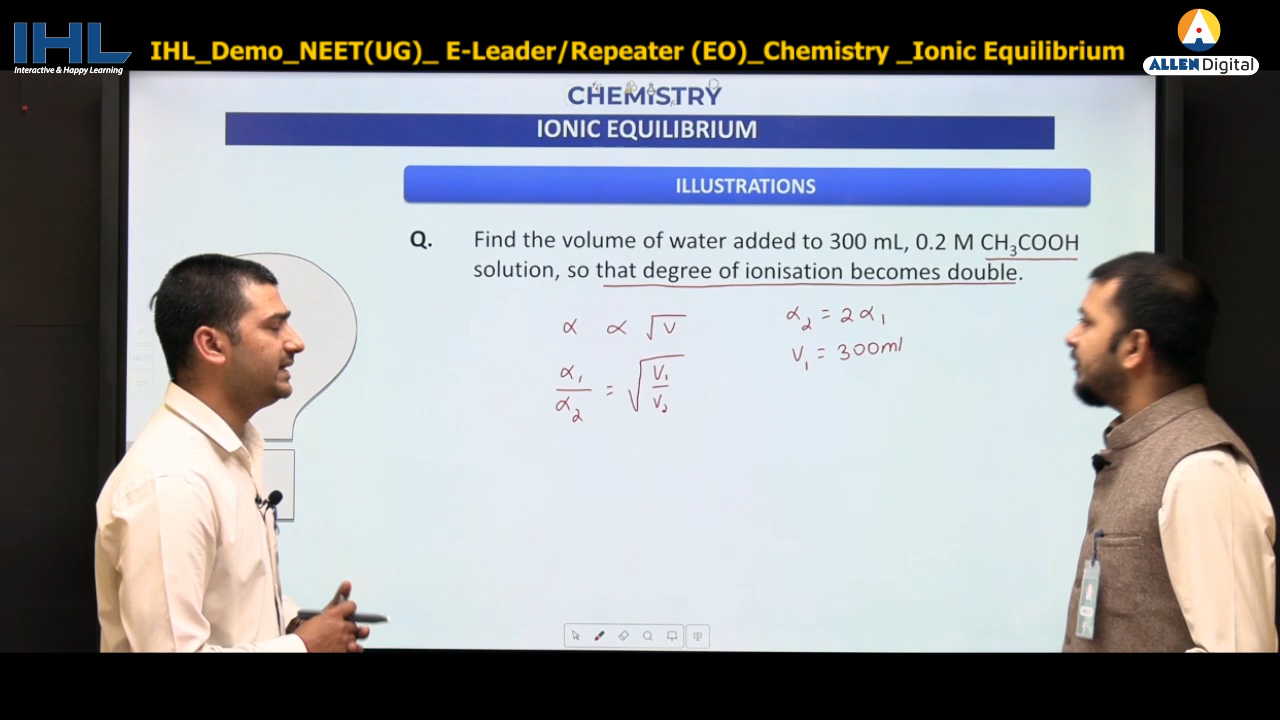 IHL
Interactive & Happy Learning
IHL_Demo_NEET(UG)_ E-Leader/Repeater (EO)_Chemistry _Ionic Equilibrium
ALLEN Digital
CHEMISTRY
IONIC EQUILIBRIUM
ILLUSTRATIONS
Q. Find the volume of water added to 300 mL, 0.2 M CH₃COOH
solution, so that degree of ionisation becomes double.
α ∝ √V
α₂ = 2α₁
V₁ = 300ml
α₁/α₂ = √(V₁/V₂)